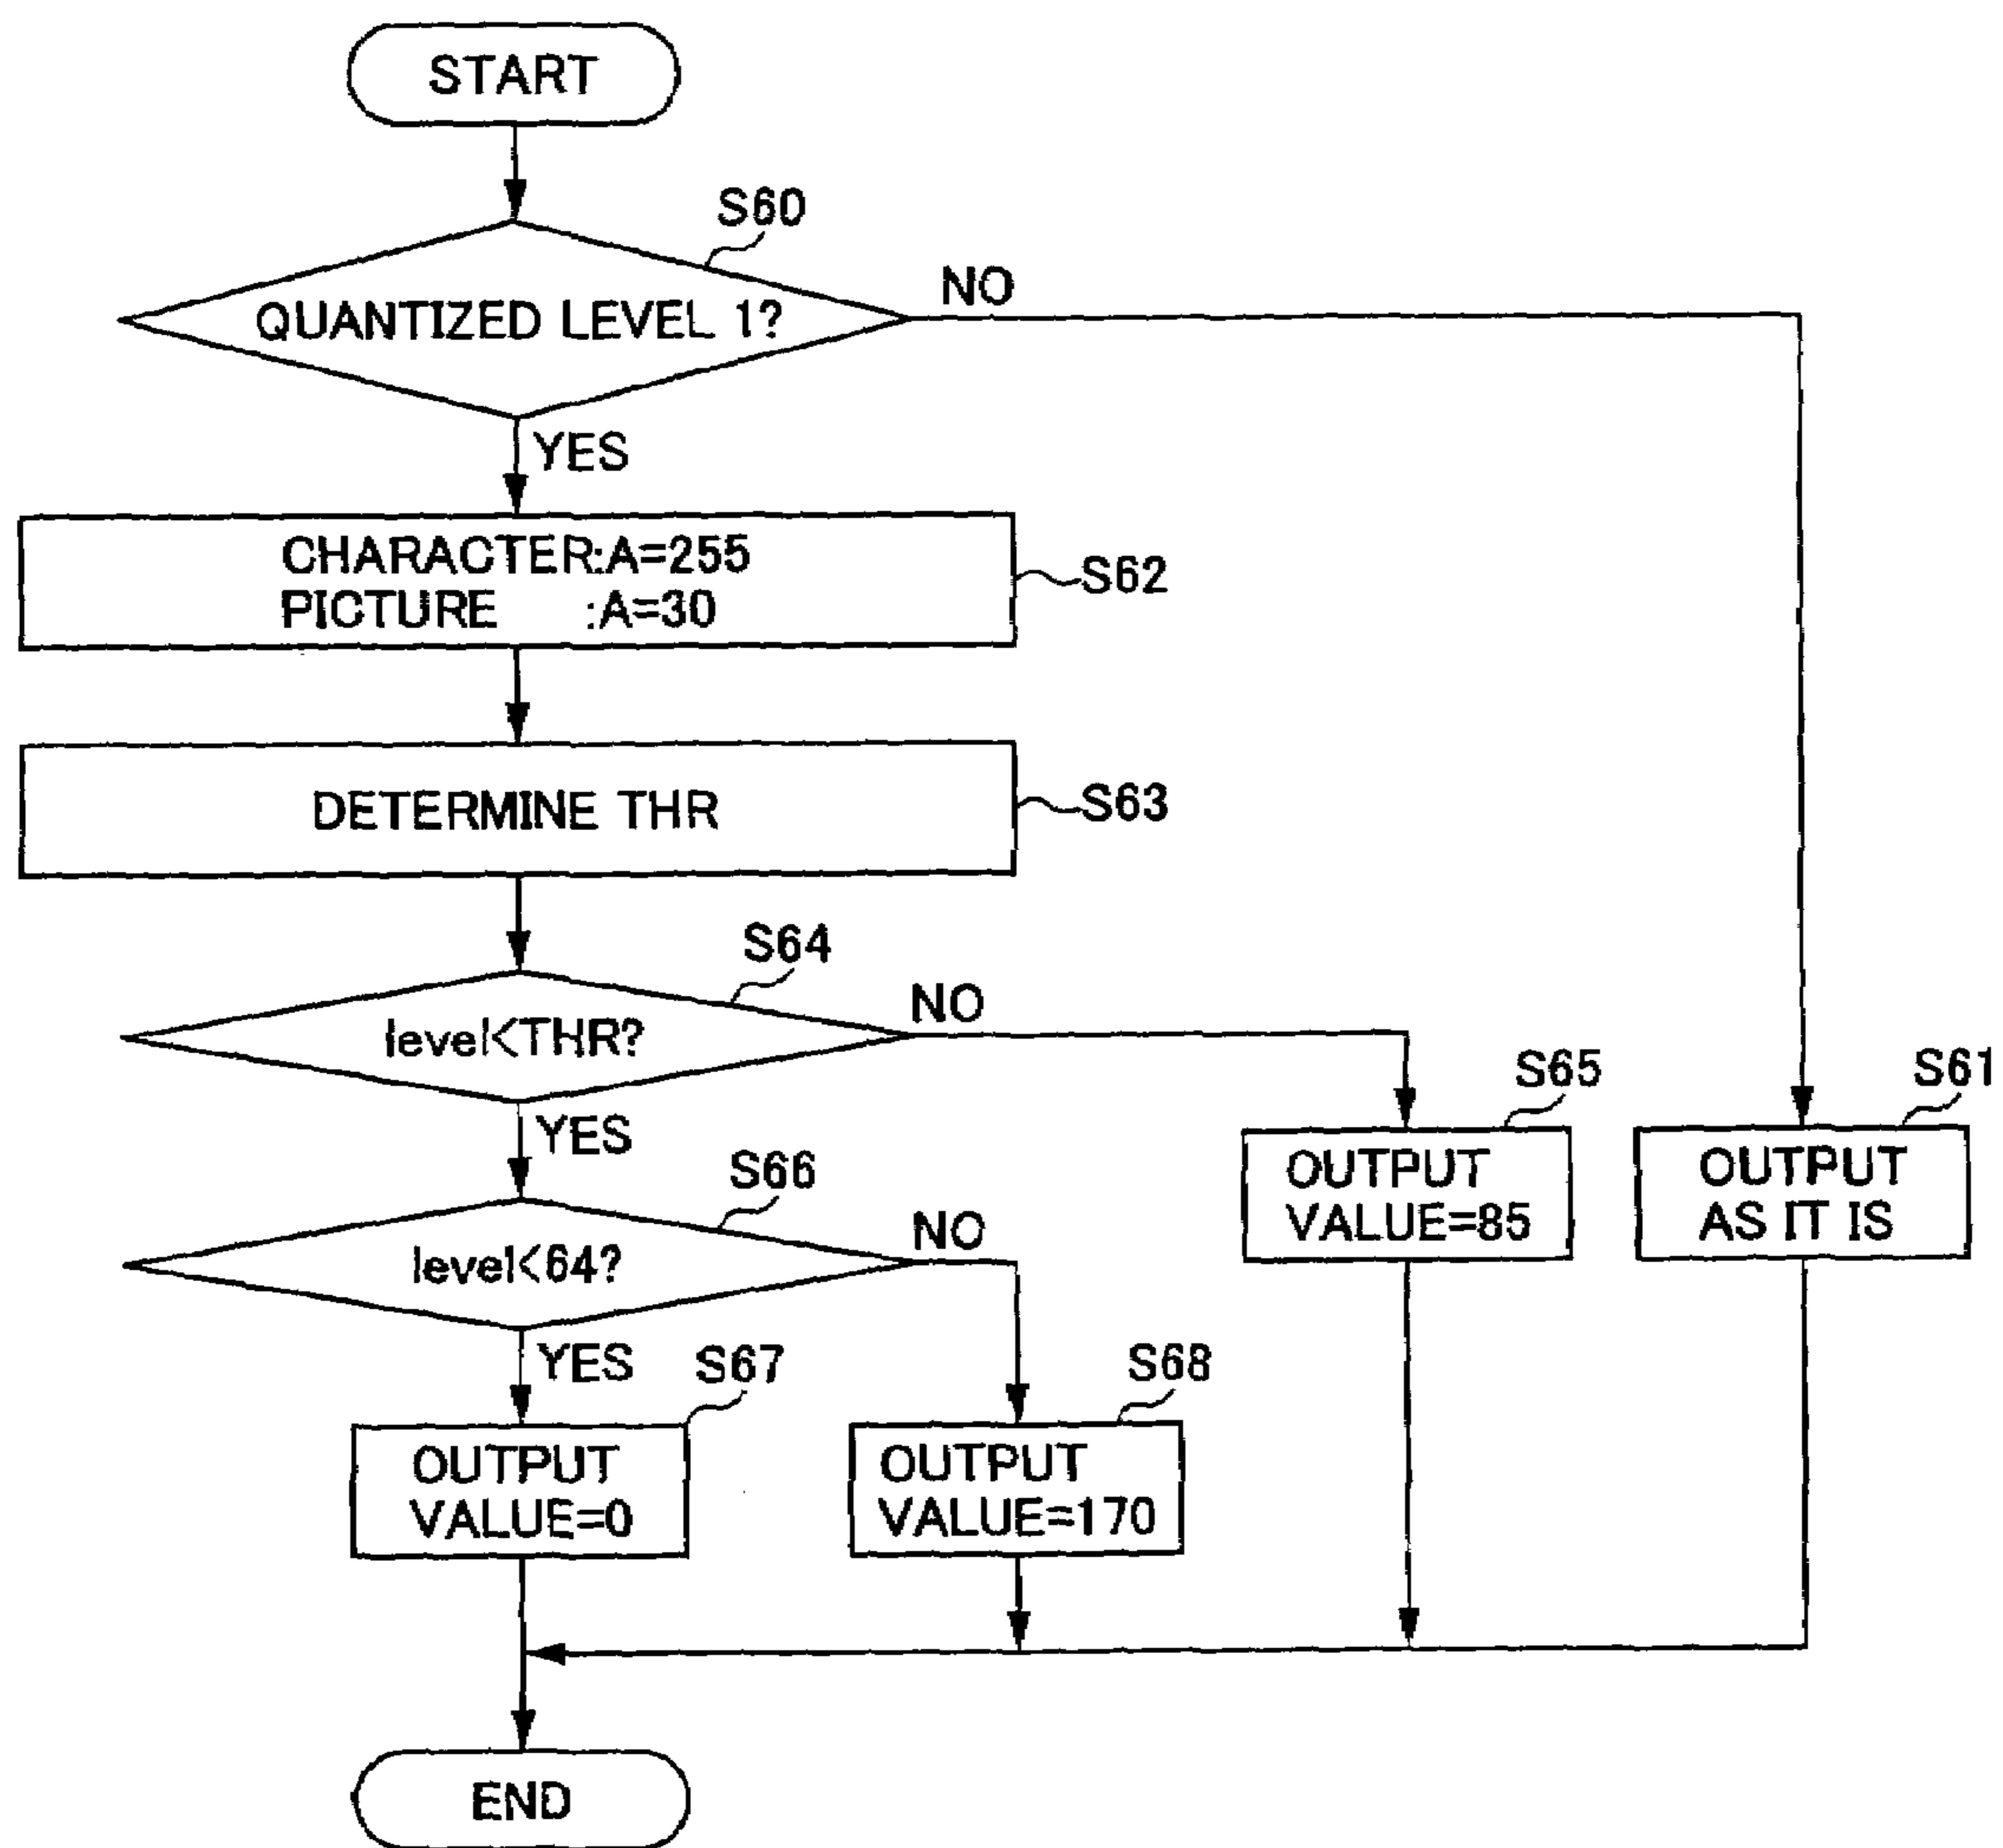 START
S60
QUANTIZED LEVEL 1?
NO
YES
CHARACTER:A=255
PICTURE :A=30
S62
DETERMINE THR
S63
S64
level<THR?
NO
YES
S65
OUTPUT
VALUE=85
S61
OUTPUT
AS IT IS
S66
level<64?
NO
YES
S67
OUTPUT
VALUE=0
S68
OUTPUT
VALUE=170
END